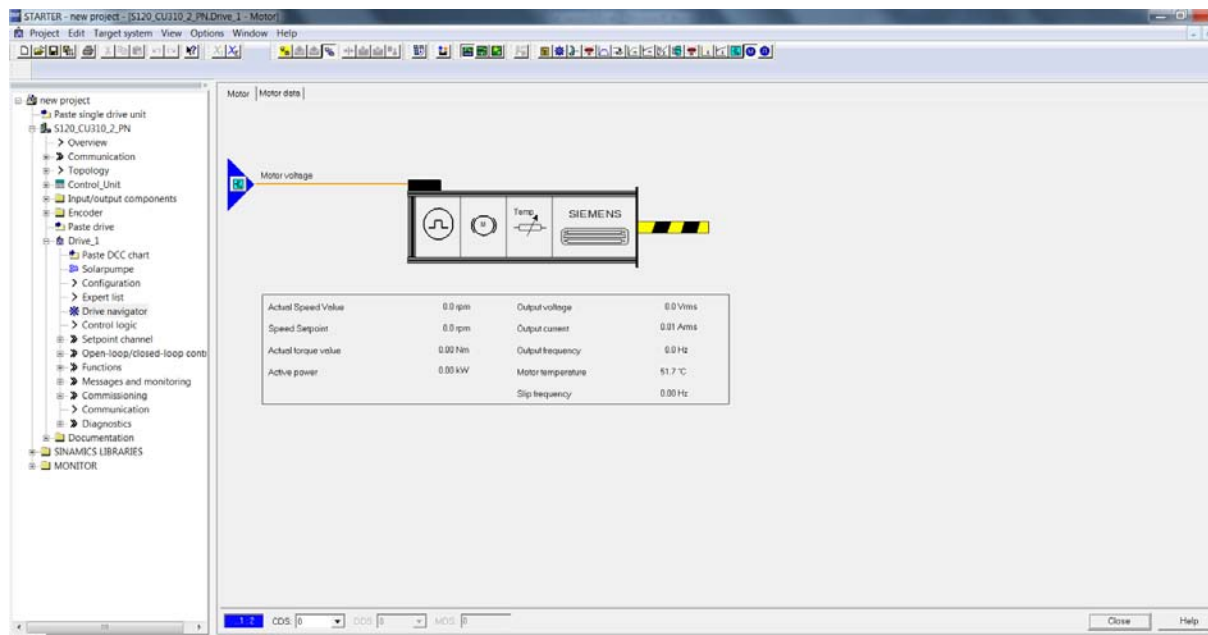 STARTER - new project - [S120_CU310_2_PN.Drive_1 - Motor]
Project Edit Target system View Options Window Help
new project
Paste single drive unit
S120_CU310_2_PN
Overview
Communication
Topology
Control_Unit
Input/output components
Encoder
Paste drive
Drive_1
Paste DCC chart
Solarpumpe
Configuration
Expert list
Drive navigator
Control logic
Setpoint channel
Open-loop/closed-loop cont
Functions
Messages and monitoring
Commissioning
Communication
Diagnostics
Documentation
SINAMICS LIBRARIES
MONITOR
Motor Motor data
Motor voltage
M
Temp.
SIEMENS
Actual Speed Value 0.0 rpm Output voltage 0.0 Vrms
Speed Setpoint 0.0 rpm Output current 0.01 Arms
Actual torque value 0.00 Nm Output frequency 0.0 Hz
Active power 0.00 kW Motor temperature 51.7 °C
Slip frequency 0.00 Hz
CDS: 0 DDS: 0 MDS: 0
Close Help